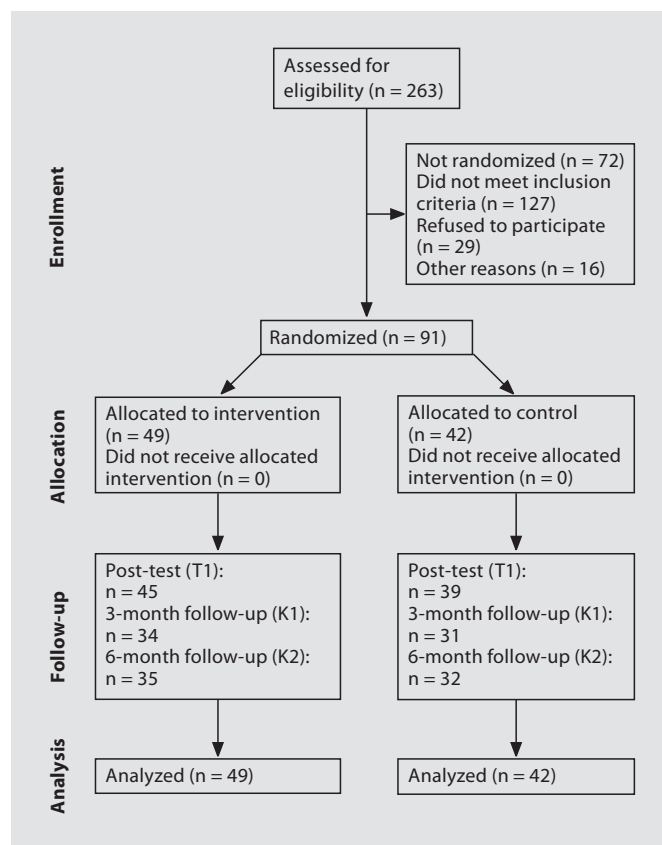 Assessed for
eligibility (n = 263)
Enrollment
Not randomized (n = 72)
Did not meet inclusion
criteria (n = 127)
Refused to participate
(n = 29)
Other reasons (n = 16)
Randomized (n = 91)
Allocation
Allocated to intervention
(n = 49)
Did not receive allocated
intervention (n = 0)
Allocated to control
(n = 42)
Did not receive allocated
intervention (n = 0)
Follow-up
Post-test (T1):
n = 45
3-month follow-up (K1):
n = 34
6-month follow-up (K2):
n = 35
Post-test (T1):
n = 39
3-month follow-up (K1):
n = 31
6-month follow-up (K2):
n = 32
Analysis
Analyzed (n = 49)
Analyzed (n = 42)